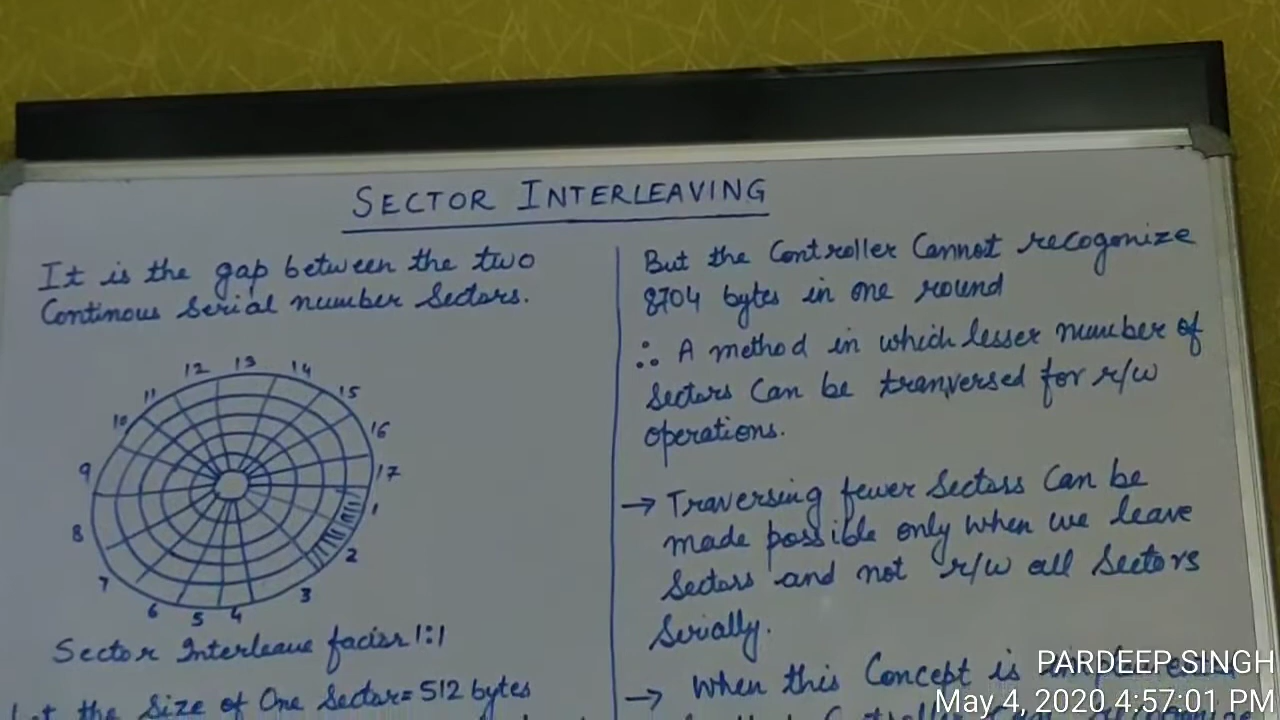 SECTOR INTERLEAVING
It is the gap between the two
Continous Serial number Sectors.
12 13 14
11 15
10 16
9 17
8 1
7 2
6 5 4 3
Sector Interleave factor 1:1
the size of One Sector = 512 bytes
But the Controller Cannot recogonize
8704 bytes in one round
∴ A method in which lesser number of
Sectors Can be tranversed for r/w
operations.
→ Traversing fewer Sectors Can be
made possible only when we leave
Sectors and not r/w all Sectors
Serially.
→ When this Concept is
PARDEEP SINGH
May 4, 2020 4:57:01 PM